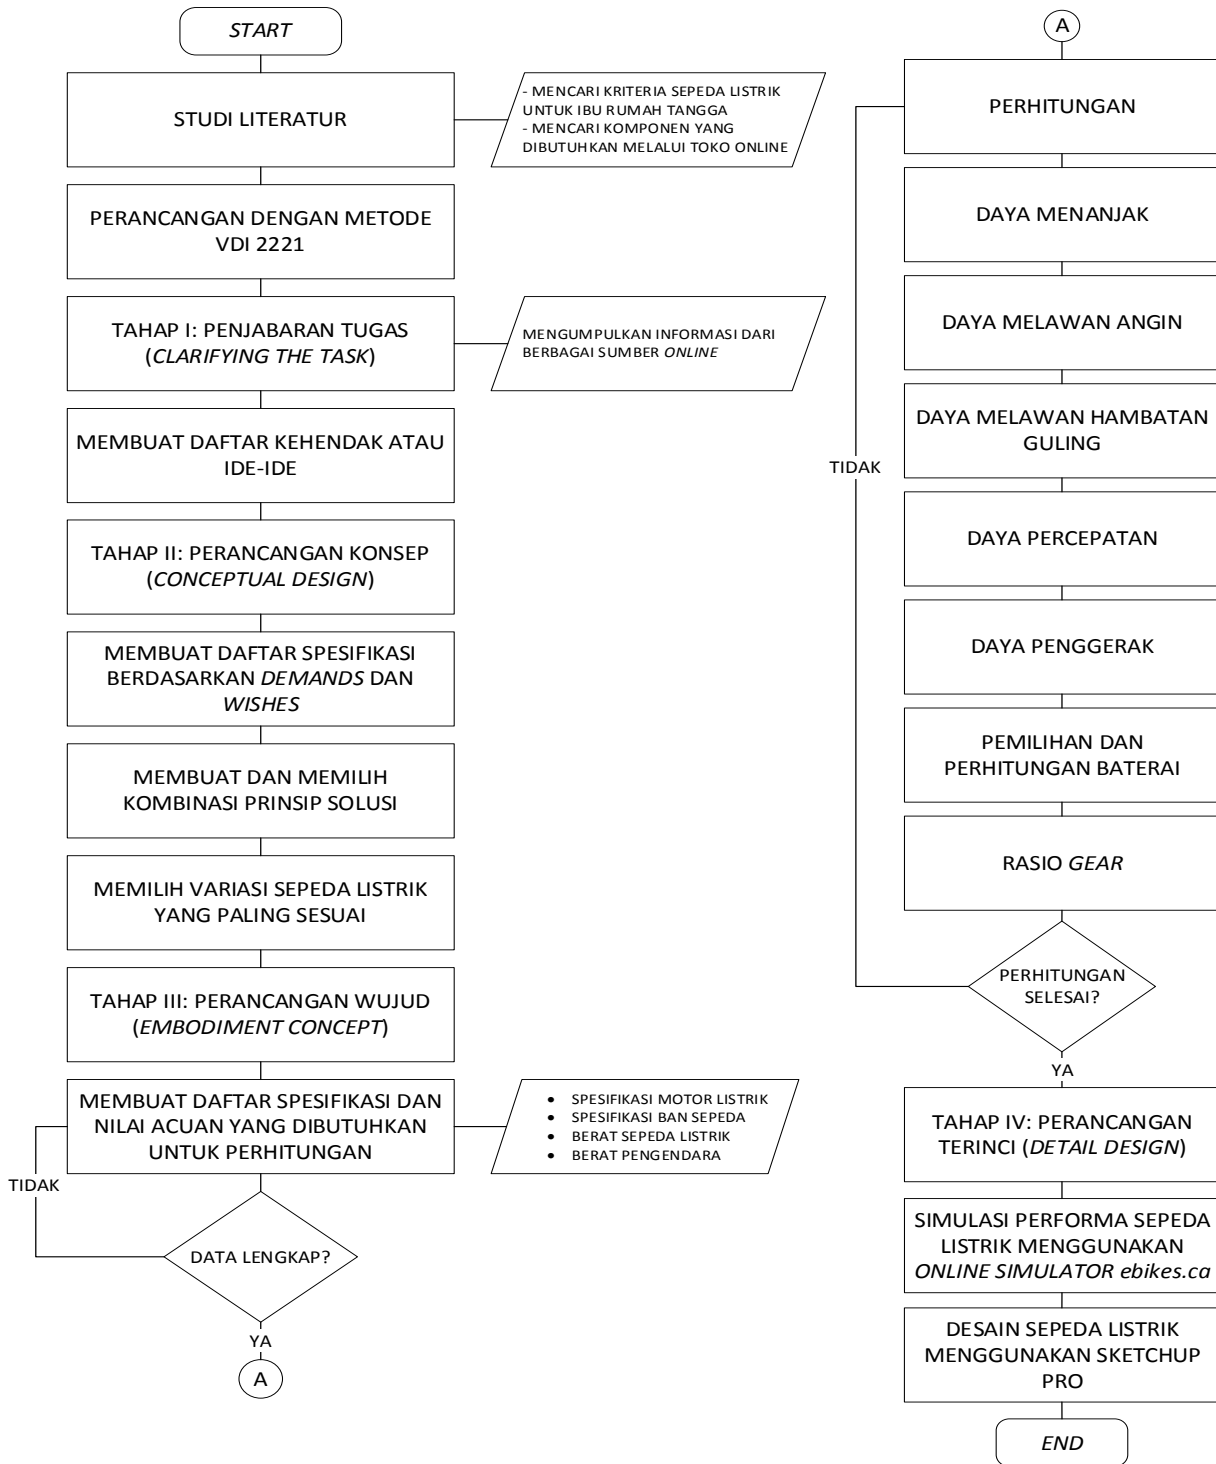 START
STUDI LITERATUR
- MENCARI KRITERIA SEPEDA LISTRIK
UNTUK IBU RUMAH TANGGA
- MENCARI KOMPONEN YANG
DIBUTUHKAN MELALUI TOKO ONLINE
PERANCANGAN DENGAN METODE
VDI 2221
TAHAP I: PENJABARAN TUGAS
(CLARIFYING THE TASK)
MENGUMPULKAN INFORMASI DARI
BERBAGAI SUMBER ONLINE
MEMBUAT DAFTAR KEHENDAK ATAU
IDE-IDE
TAHAP II: PERANCANGAN KONSEP
(CONCEPTUAL DESIGN)
MEMBUAT DAFTAR SPESIFIKASI
BERDASARKAN DEMANDS DAN
WISHES
MEMBUAT DAN MEMILIH
KOMBINASI PRINSIP SOLUSI
MEMILIH VARIASI SEPEDA LISTRIK
YANG PALING SESUAI
TAHAP III: PERANCANGAN WUJUD
(EMBODIMENT CONCEPT)
MEMBUAT DAFTAR SPESIFIKASI DAN
NILAI ACUAN YANG DIBUTUHKAN
UNTUK PERHITUNGAN
• SPESIFIKASI MOTOR LISTRIK
• SPESIFIKASI BAN SEPEDA
• BERAT SEPEDA LISTRIK
• BERAT PENGENDARA
TIDAK
DATA LENGKAP?
YA
A
A
PERHITUNGAN
DAYA MENANJAK
DAYA MELAWAN ANGIN
DAYA MELAWAN HAMBATAN
GULING
TIDAK
DAYA PERCEPATAN
DAYA PENGGERAK
PEMILIHAN DAN
PERHITUNGAN BATERAI
RASIO GEAR
PERHITUNGAN
SELESAI?
YA
TAHAP IV: PERANCANGAN
TERINCI (DETAIL DESIGN)
SIMULASI PERFORMA SEPEDA
LISTRIK MENGGUNAKAN
ONLINE SIMULATOR ebikes.ca
DESAIN SEPEDA LISTRIK
MENGGUNAKAN SKETCHUP
PRO
END